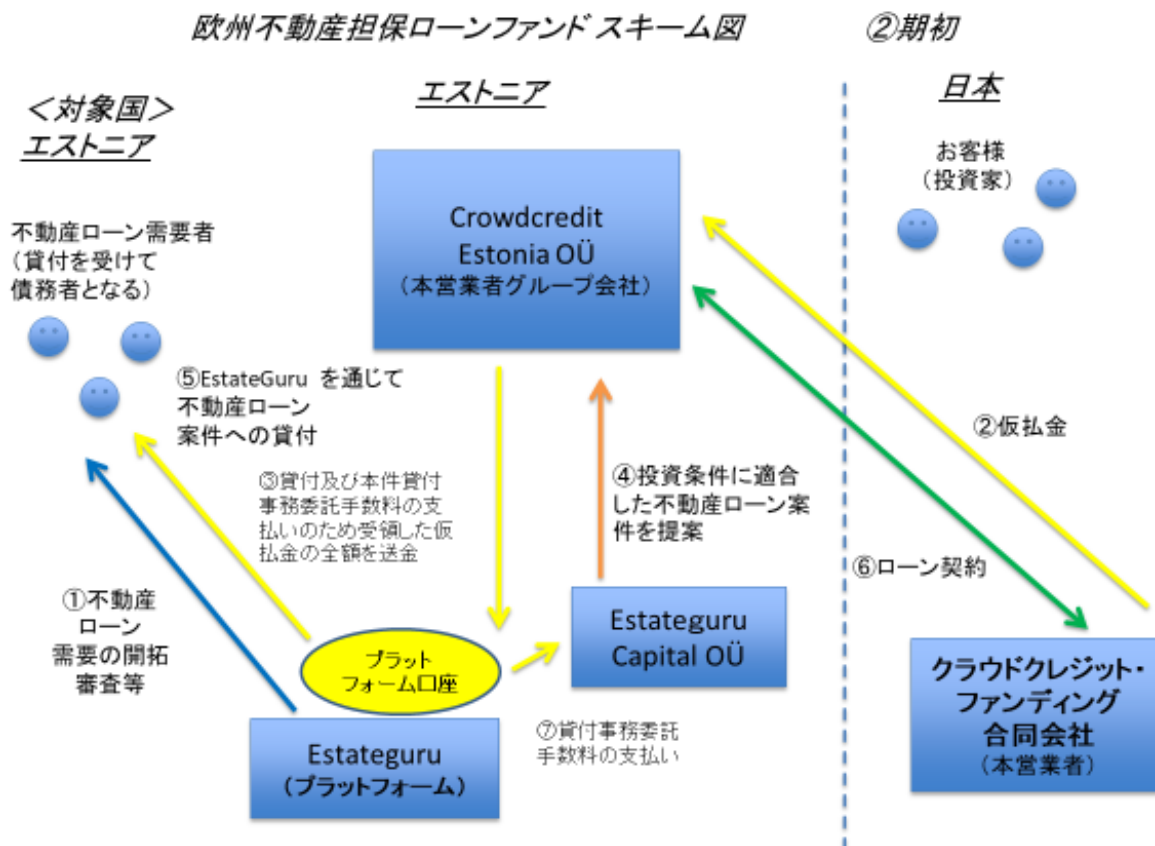 欧州不動産担保ローンファンド スキーム図
②期初
＜対象国＞
エストニア
エストニア
日本
お客様
（投資家）
不動産ローン需要者
（貸付を受けて
債務者となる）
Crowdcredit
Estonia OÜ
（本営業者グループ会社）
⑤EstateGuru を通じて
不動産ローン
案件への貸付
③貸付及び本件貸付
事務委託手数料の支
払いのため受領した仮
払金の全額を送金
④投資条件に適合
した不動産ローン案
件を提案
②仮払金
⑥ローン契約
①不動産
ローン
需要の開拓
審査等
プラット
フォーム口座
Estateguru
Capital OÜ
Estateguru
（プラットフォーム）
⑦貸付事務委託
手数料の支払い
クラウドクレジット・
ファンディング
合同会社
（本営業者）